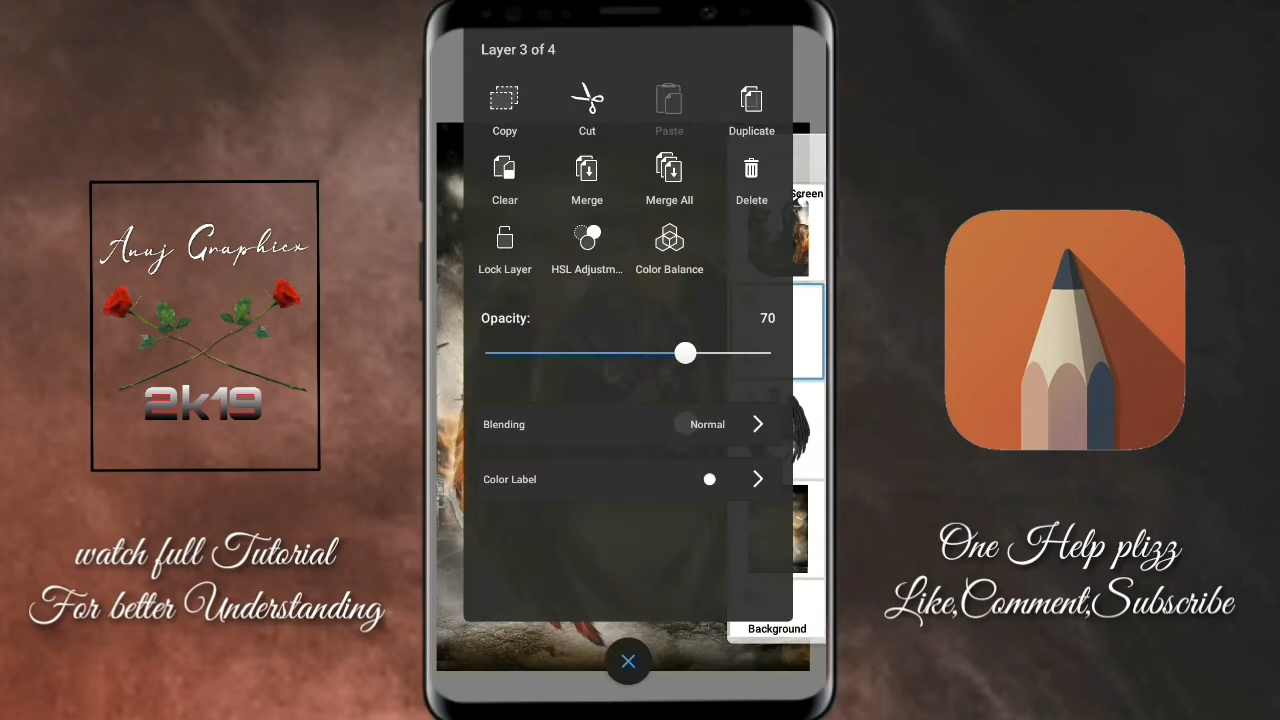 Layer 3 of 4
Copy
Cut
Paste
Duplicate
Clear
Merge
Merge All
Delete
Lock Layer
HSL Adjustm...
Color Balance
Opacity:
70
Blending
Normal
Color Label
Screen
Background
Anuj Graphicx
2k19
watch full Tutorial
For better Understanding
One Help plizz
Like,Comment,Subscribe